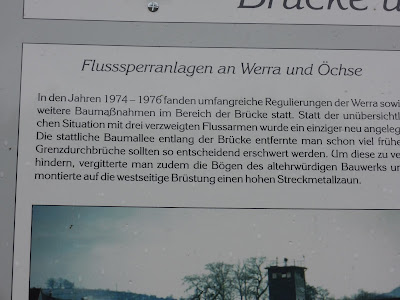 Brücke u
Flusssperranlagen an Werra und Öchse
In den Jahren 1974 – 1976 fanden umfangreiche Regulierungen der Werra sowi
weitere Baumaßnahmen im Bereich der Brücke statt. Statt der unübersichtl
chen Situation mit drei verzweigten Flussarmen wurde ein einziger neu angeleg
Die stattliche Baumallee entlang der Brücke entfernte man schon viel frühe
Grenzdurchbrüche sollten so entscheidend erschwert werden. Um diese zu ve
hindern, vergitterte man zudem die Bögen des altehrwürdigen Bauwerks un
montierte auf die westseitige Brüstung einen hohen Streckmetallzaun.